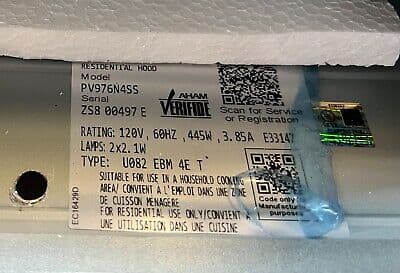 RESIDENTIAL HOOD
Model
PV976N4SS
Serial
ZS8 00497 E
AHAM
VERIFIDE
Scan for Service
or Registration
RATING: 120V, 60HZ, 445W, 3.85A E33147
LAMPS: 2x2.1W
TYPE: U082 EBM 4E T
SUITABLE FOR USE IN A HOUSEHOLD COOKING
AREA/ CONVIENT A L'EMPLOI DANS UNE ZONE
DE CUISSON MENAGERE
FOR RESIDENTIAL USE ONLY/CONVIENT A
UNE UTILISATION DANS UNE CUISINE
Code only
Manufactur
purposes
EC16429D